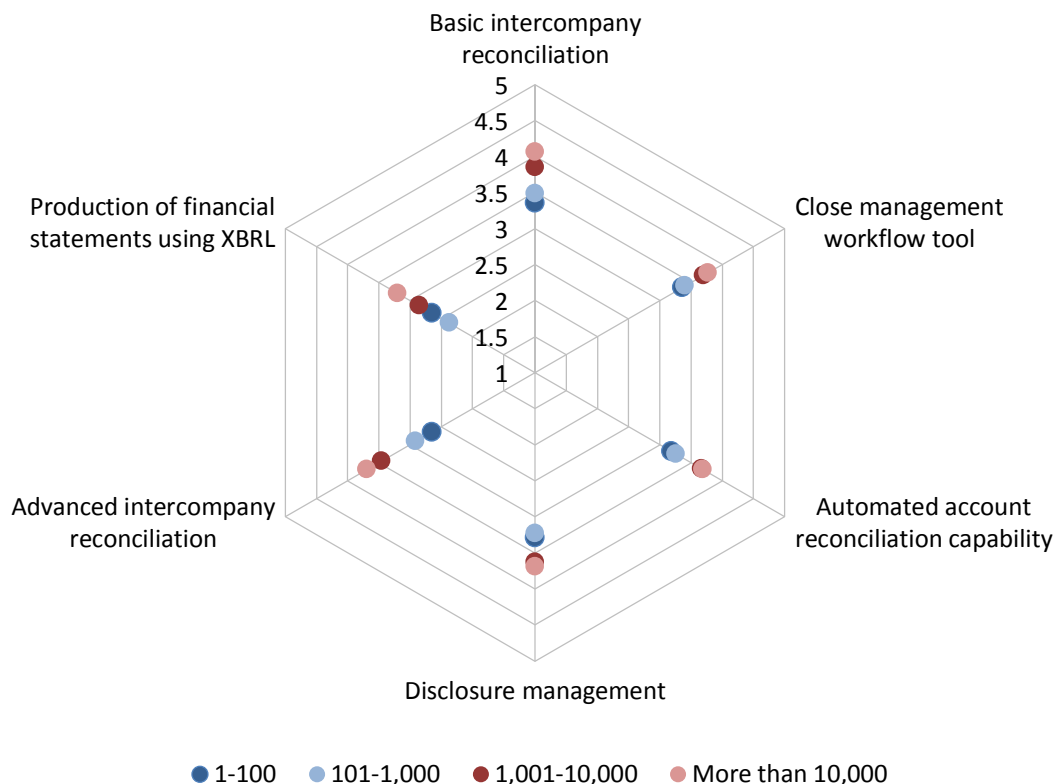 Basic intercompany
reconciliation
5
4.5
4
3.5
3
2.5
2
1.5
1
Close management
workflow tool
Production of financial
statements using XBRL
Advanced intercompany
reconciliation
Automated account
reconciliation capability
Disclosure management
1-100
101-1,000
1,001-10,000
More than 10,000